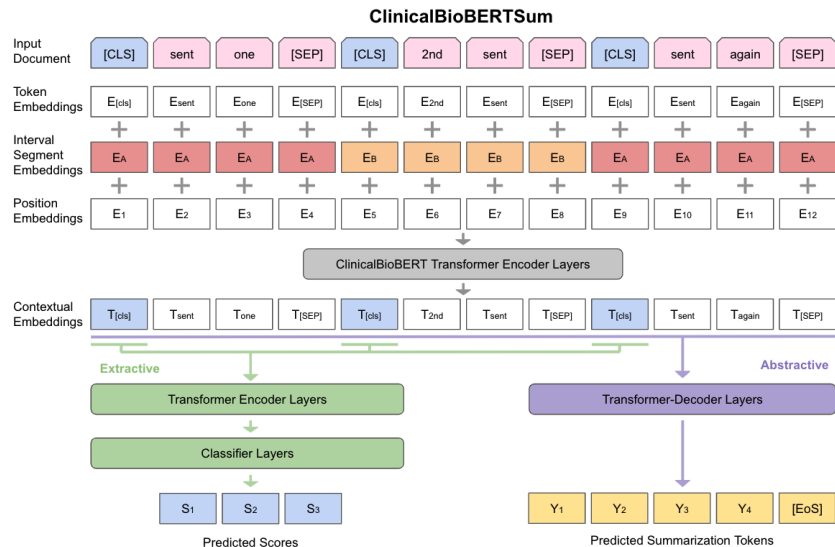 ClinicalBioBERTSum
Input Document [CLS] sent one [SEP] [CLS] 2nd sent [SEP] [CLS] sent again [SEP]
Token Embeddings E[cls] Esent Eone E[SEP] E[cls] E2nd Esent E[SEP] E[cls] Esent Eagain E[SEP]
+ + + + + + + + + + + +
Interval Segment Embeddings EA EA EA EA EB EB EB EB EA EA EA EA
+ + + + + + + + + + + +
Position Embeddings E1 E2 E3 E4 E5 E6 E7 E8 E9 E10 E11 E12
ClinicalBioBERT Transformer Encoder Layers
Contextual Embeddings T[cls] Tsent Tone T[SEP] T[cls] T2nd Tsent T[SEP] T[cls] Tsent Tagain T[SEP]
Extractive Abstractive
Transformer Encoder Layers Transformer-Decoder Layers
Classifier Layers
S1 S2 S3 Y1 Y2 Y3 Y4 [EoS]
Predicted Scores Predicted Summarization Tokens